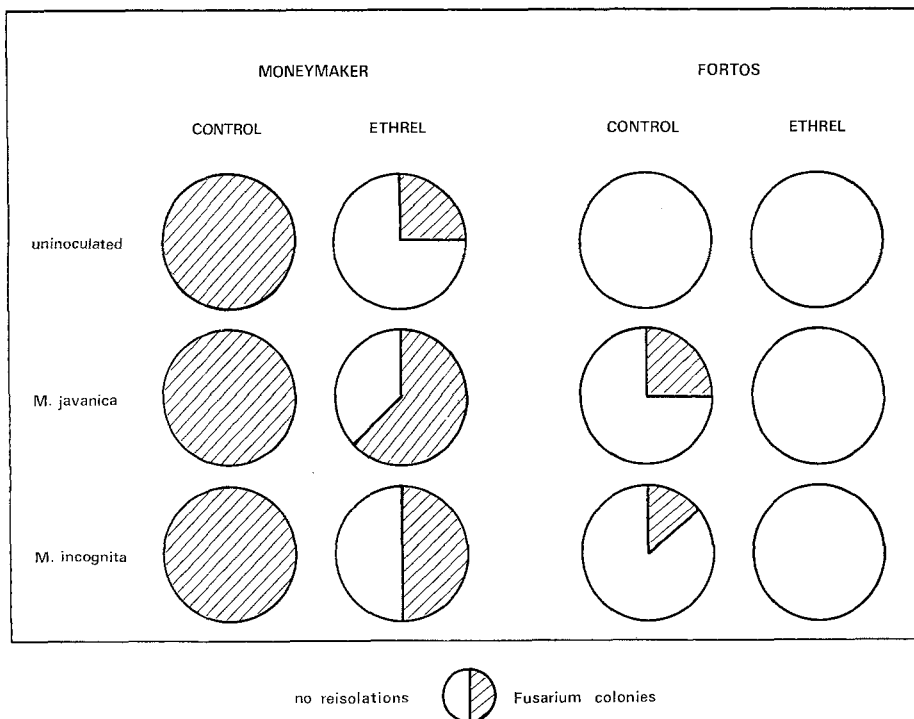 MONEYMAKER FORTOS
CONTROL ETHREL CONTROL ETHREL
uninoculated
M. javanica
M. incognita
no reisolations Fusarium colonies